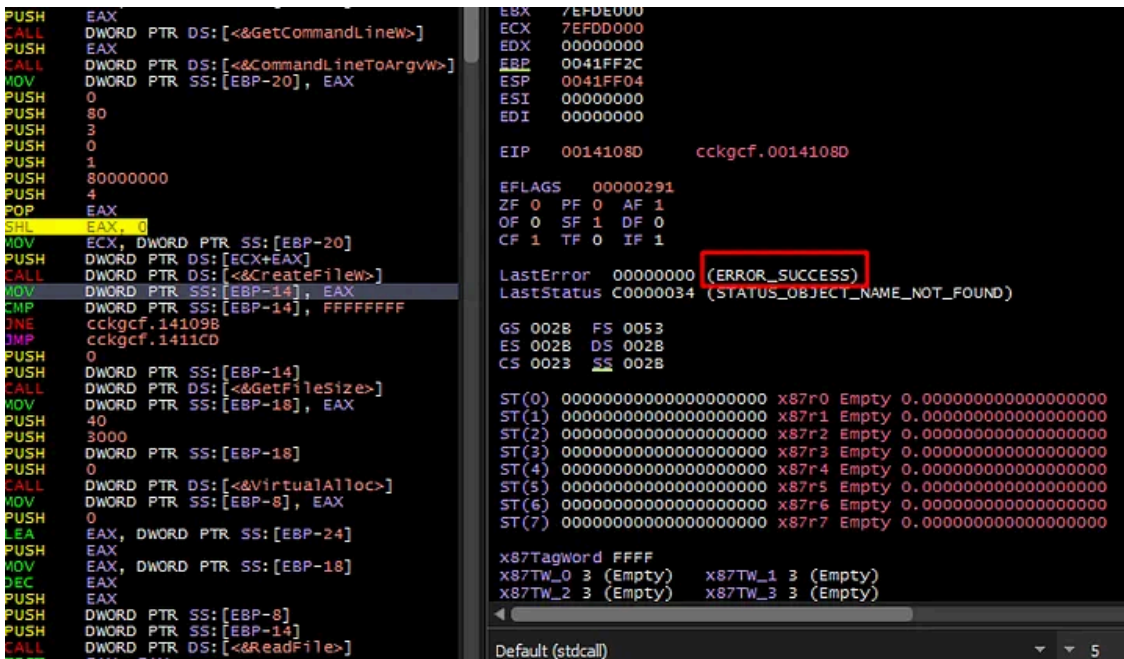 PUSH EAX
CALL DWORD PTR DS:[<&GetCommandLineW>]
PUSH EAX
CALL DWORD PTR DS:[<&CommandLineToArgvW>]
MOV DWORD PTR SS:[EBP-20], EAX
PUSH 0
PUSH 80
PUSH 3
PUSH 0
PUSH 1
PUSH 80000000
PUSH 4
POP EAX
SHL EAX, 0
MOV ECX, DWORD PTR SS:[EBP-20]
PUSH DWORD PTR DS:[ECX+EAX]
CALL DWORD PTR DS:[<&CreateFileW>]
MOV DWORD PTR SS:[EBP-14], EAX
CMP DWORD PTR SS:[EBP-14], FFFFFFFF
JNE cckgcf.14109B
JMP cckgcf.1411CD
PUSH 0
PUSH DWORD PTR SS:[EBP-14]
CALL DWORD PTR DS:[<&GetFileSize>]
MOV DWORD PTR SS:[EBP-18], EAX
PUSH 40
PUSH 3000
PUSH DWORD PTR SS:[EBP-18]
PUSH 0
CALL DWORD PTR DS:[<&VirtualAlloc>]
MOV DWORD PTR SS:[EBP-8], EAX
PUSH 0
LEA EAX, DWORD PTR SS:[EBP-24]
PUSH EAX
MOV EAX, DWORD PTR SS:[EBP-18]
DEC EAX
PUSH EAX
PUSH DWORD PTR SS:[EBP-8]
PUSH DWORD PTR SS:[EBP-14]
CALL DWORD PTR DS:[<&ReadFile>]
EBX 7EFDE000
ECX 7EFDD000
EDX 00000000
EBP 0041FF2C
ESP 0041FF04
ESI 00000000
EDI 00000000
EIP 0014108D cckgcf.0014108D
EFLAGS 00000291
ZF 0 PF 0 AF 1
OF 0 SF 1 DF 0
CF 1 TF 0 IF 1
LastError 00000000 (ERROR_SUCCESS)
LastStatus C0000034 (STATUS_OBJECT_NAME_NOT_FOUND)
GS 002B FS 0053
ES 002B DS 002B
CS 0023 SS 002B
ST(0) 00000000000000000000 x87r0 Empty 0.000000000000000000
ST(1) 00000000000000000000 x87r1 Empty 0.000000000000000000
ST(2) 00000000000000000000 x87r2 Empty 0.000000000000000000
ST(3) 00000000000000000000 x87r3 Empty 0.000000000000000000
ST(4) 00000000000000000000 x87r4 Empty 0.000000000000000000
ST(5) 00000000000000000000 x87r5 Empty 0.000000000000000000
ST(6) 00000000000000000000 x87r6 Empty 0.000000000000000000
ST(7) 00000000000000000000 x87r7 Empty 0.000000000000000000
x87TagWord FFFF
x87TW_0 3 (Empty) x87TW_1 3 (Empty)
x87TW_2 3 (Empty) x87TW_3 3 (Empty)
Default (stdcall) 5